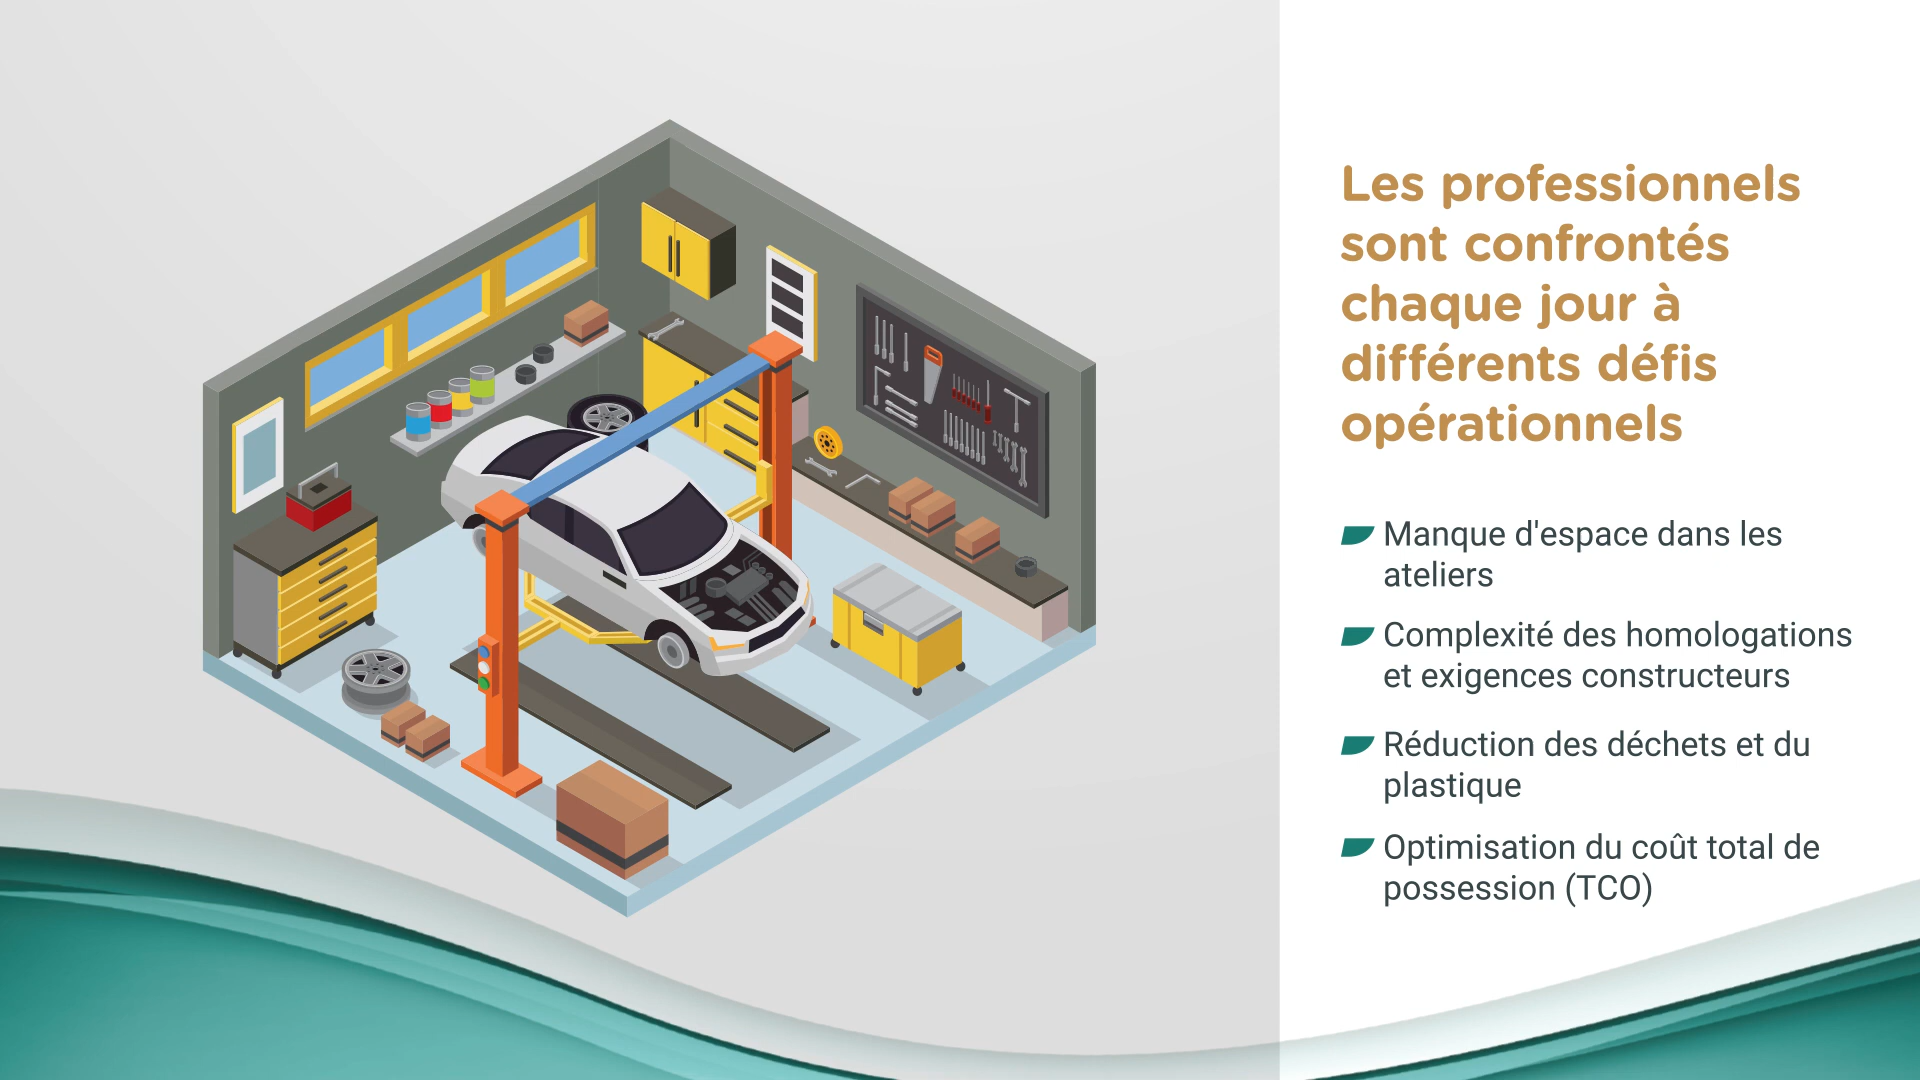 Les professionnels
sont confrontés
chaque jour à
différents défis
opérationnels
Manque d'espace dans les
ateliers
Complexité des homologations
et exigences constructeurs
Réduction des déchets et du
plastique
Optimisation du coût total de
possession (TCO)